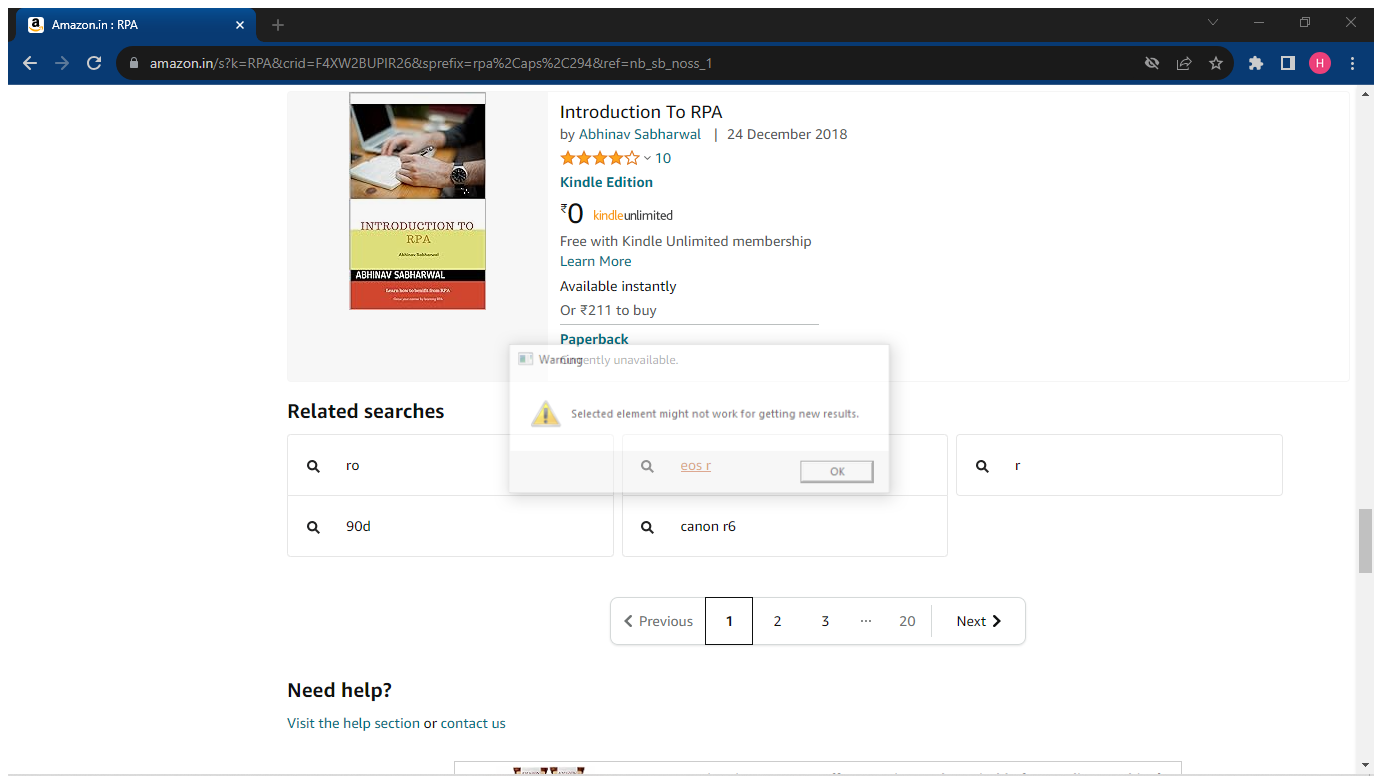 Amazon.in : RPA
amazon.in/s?k=RPA&crid=F4XW2BUPIR26&sprefix=rpa%2Caps%2C294&ref=nb_sb_noss_1
H
INTRODUCTION TO
RPA
Abhinav Sabharwal
ABHINAV SABHARWAL
Learn how to benifit from RPA
Introduction To RPA
by Abhinav Sabharwal | 24 December 2018
10
Kindle Edition
₹0 kindleunlimited
Free with Kindle Unlimited membership
Learn More
Available instantly
Or ₹211 to buy
Paperback
Currently unavailable.
Warning
Selected element might not work for getting new results.
OK
Related searches
ro
eos r
r
90d
canon r6
Previous 1 2 3 ... 20 Next
Need help?
Visit the help section or contact us